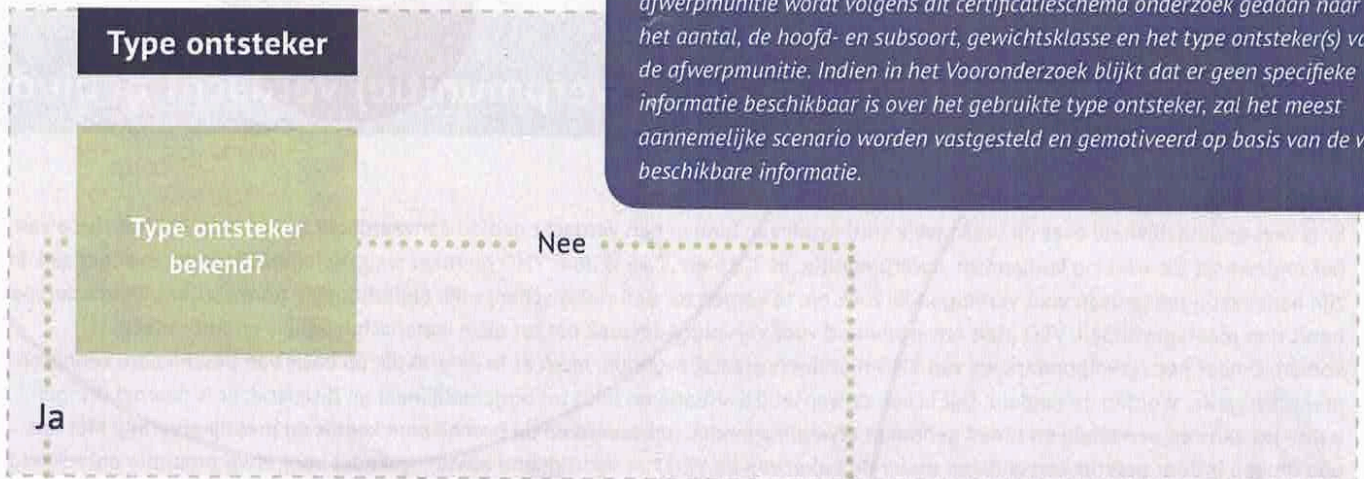 afwerpmunitie wordt volgens dit certificatieschema onderzoek gedaan naar
het aantal, de hoofd- en subsoort, gewichtsklasse en het type ontsteker(s) v
de afwerpmunitie. Indien in het Vooronderzoek blijkt dat er geen specifieke
informatie beschikbaar is over het gebruikte type ontsteker, zal het meest
aannemelijke scenario worden vastgesteld en gemotiveerd op basis van de
beschikbare informatie.
Type ontsteker
Type ontsteker
bekend?
Nee
Ja